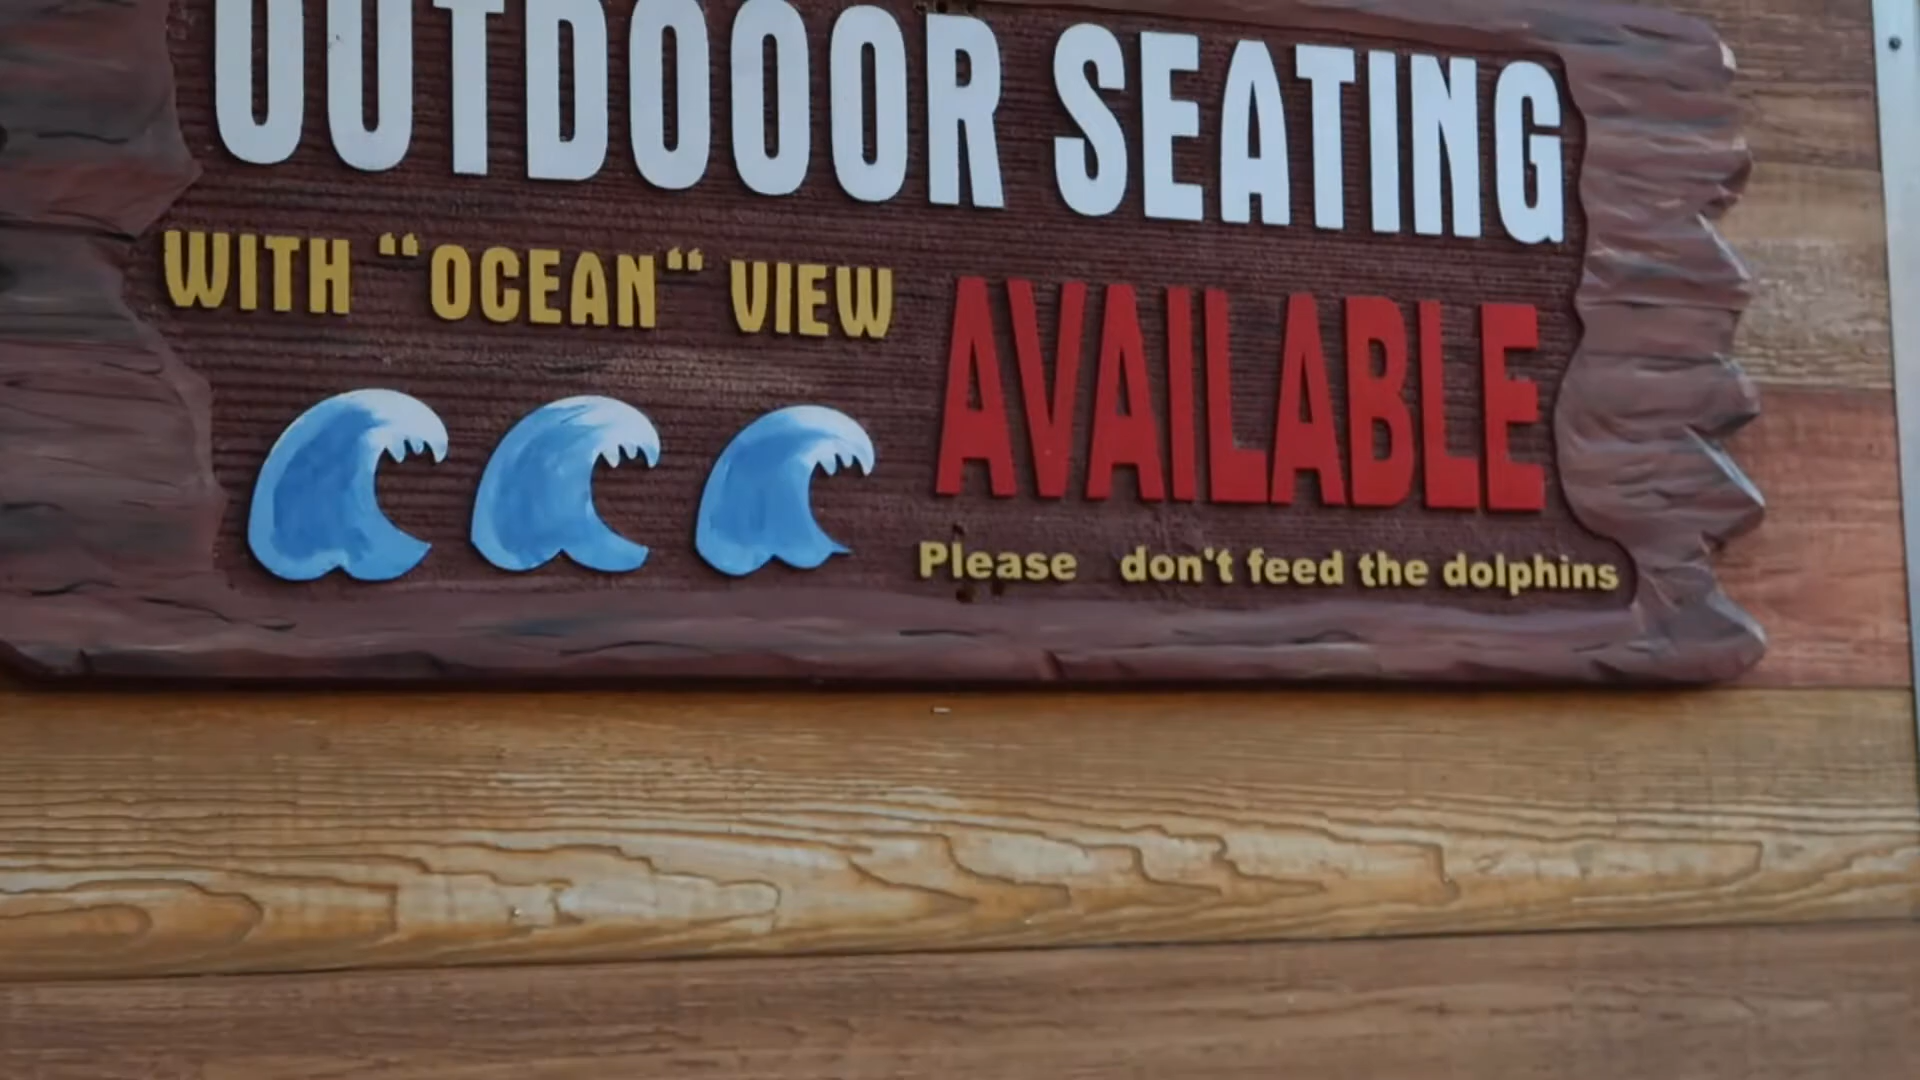 OUTDOOOR SEATING
WITH “OCEAN“ VIEW
AVAILABLE
Please don't feed the dolphins